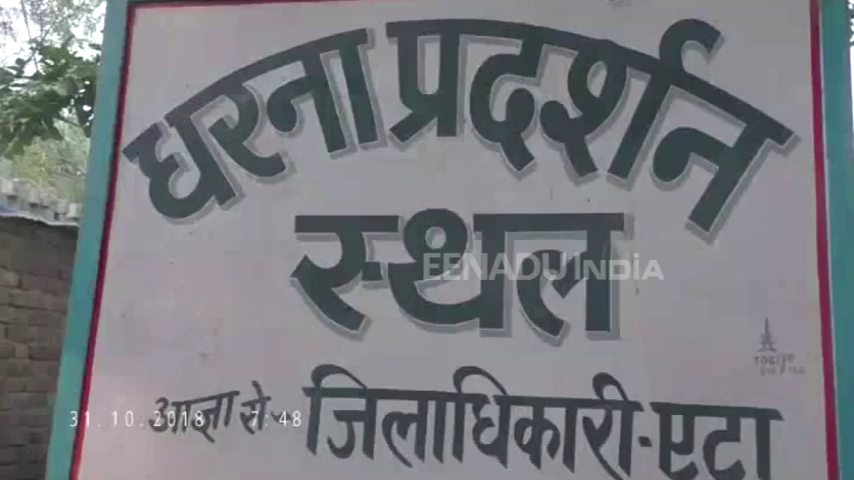 धरना प्रदर्शन
स्थल
EENADU INDIA
आज्ञा से- जिलाधिकारी-एटा
31.10.2018 7:48